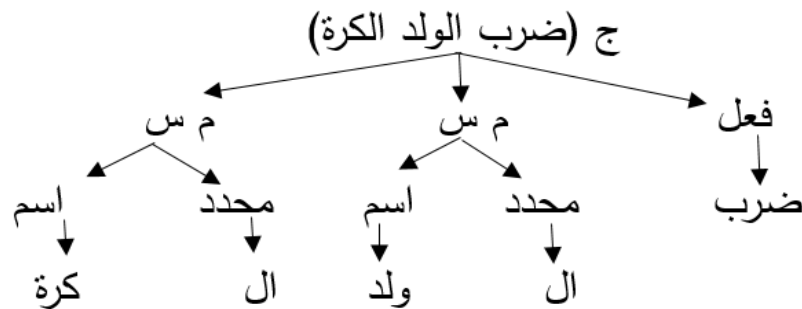 ج (ضرب الولد الكرة)
فعل م س م س
ضرب محدد اسم محدد اسم
ال ولد ال كرة